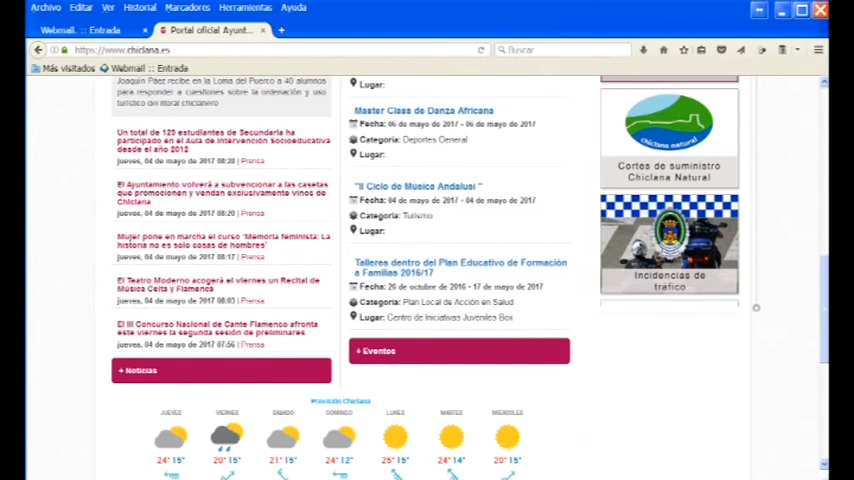 Archivo Editar Ver Historial Marcadores Herramientas Ayuda
Webmail :: Entrada
Portal oficial Ayunt...
https://www.chiclana.es
Buscar
Más visitados Webmail :: Entrada
Joaquín Páez recibe en la Loma del Puerco a 40 alumnos
para responder a cuestiones sobre la ordenación y uso
turístico del litoral chiclanero
Un total de 125 estudiantes de Secundaria ha
participado en el Aula de Intervención Socioeducativa
desde el año 2012
jueves, 04 de mayo de 2017 08:28 | Prensa
El Ayuntamiento volverá a subvencionar a las casetas
que promocionen y vendan exclusivamente vinos de
Chiclana
jueves, 04 de mayo de 2017 08:20 | Prensa
Mujer pone en marcha el curso 'Memoria feminista: La
historia no es solo cosas de hombres'
jueves, 04 de mayo de 2017 08:17 | Prensa
El Teatro Moderno acogerá el viernes un Recital de
Música Celta y Flamenca
jueves, 04 de mayo de 2017 08:03 | Prensa
El III Concurso Nacional de Cante Flamenco afronta
este viernes la segunda sesión de preliminares
jueves, 04 de mayo de 2017 07:56 | Prensa
+ Noticias
Lugar:
Master Class de Danza Africana
Fecha: 06 de mayo de 2017 - 06 de mayo de 2017
Categoria: Deportes General
Lugar:
"II Ciclo de Música Andalusí "
Fecha: 04 de mayo de 2017 - 04 de mayo de 2017
Categoria: Turismo
Lugar:
Talleres dentro del Plan Educativo de Formación
a Familias 2016/17
Fecha: 26 de octubre de 2016 - 17 de mayo de 2017
Categoria: Plan Local de Acción en Salud
Lugar: Centro de Iniciativas Juveniles Box
+ Eventos
chiclana natural
Cortes de suministro
Chiclana Natural
Incidencias de
tráfico
Previsión Chiclana
JUEVES VIERNES SÁBADO DOMINGO LUNES MARTES MIÉRCOLES
24° 15° 20° 15° 21° 15° 24° 12° 25° 15° 24° 14° 20° 15°